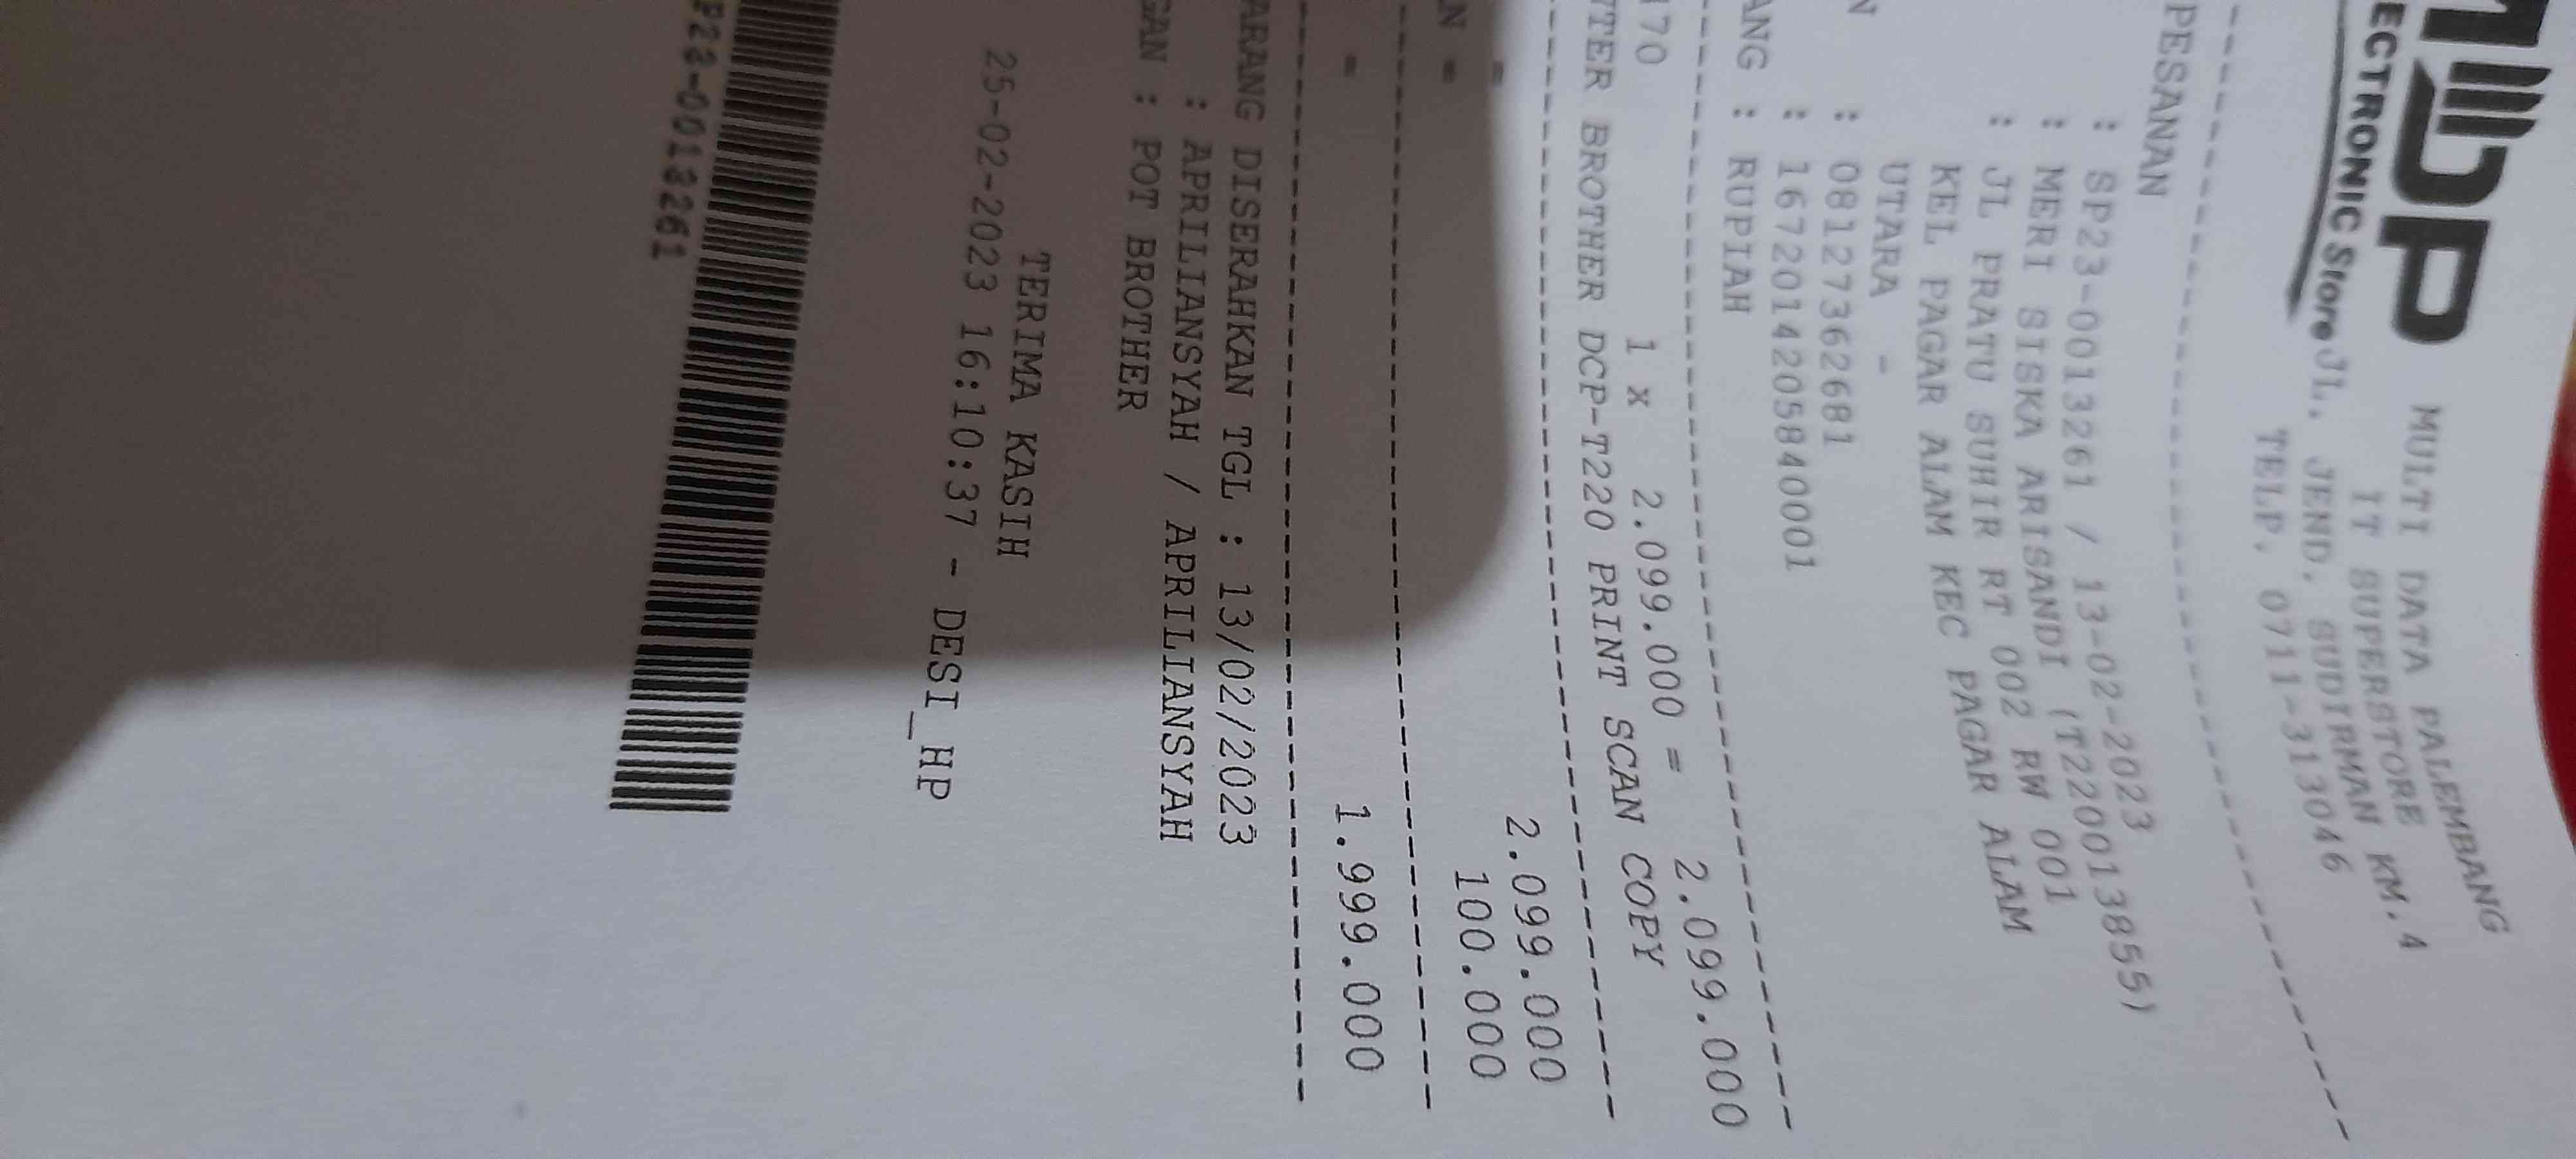 MDP
ECTRONIC Store
MULTI DATA PALEMBANG
IT SUPERSTORE
JL. JEND. SUDIRMAN KM.4
TELP. 0711-313046
PESANAN
: SP23-0013261 / 13-02-2023
: MERI SISKA ARISANDI (T220013855)
: JL PRATU SUHIR RT 002 RW 001
KEL PAGAR ALAM KEC PAGAR ALAM
UTARA -
N : 081273626681
: 1672014205840001
ANG : RUPIAH
170 1 x 2.099.000 = 2.099.000
TER BROTHER DCP-T220 PRINT SCAN COPY
= 2.099.000
N = 100.000
= 1.999.000
ARANG DISERAHKAN TGL : 13/02/2023
: APRILIANSYAH / APRILIANSYAH
GAN : POT BROTHER
TERIMA KASIH
25-02-2023 16:10:37 - DESI_HP
P23-0013261